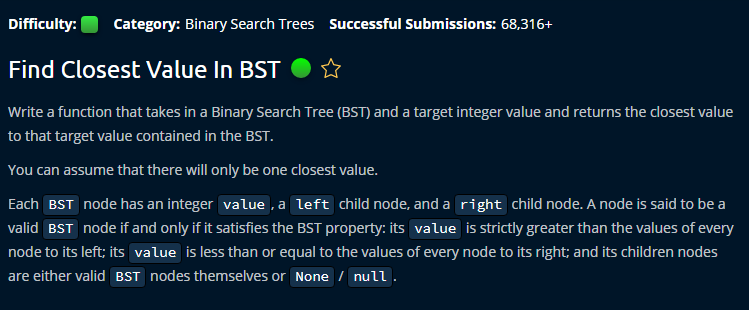 Difficulty: Category: Binary Search Trees Successful Submissions: 68,316+
Find Closest Value In BST
Write a function that takes in a Binary Search Tree (BST) and a target integer value and returns the closest value
to that target value contained in the BST.
You can assume that there will only be one closest value.
Each BST node has an integer value, a left child node, and a right child node. A node is said to be a
valid BST node if and only if it satisfies the BST property: its value is strictly greater than the values of every
node to its left; its value is less than or equal to the values of every node to its right; and its children nodes
are either valid BST nodes themselves or None / null.